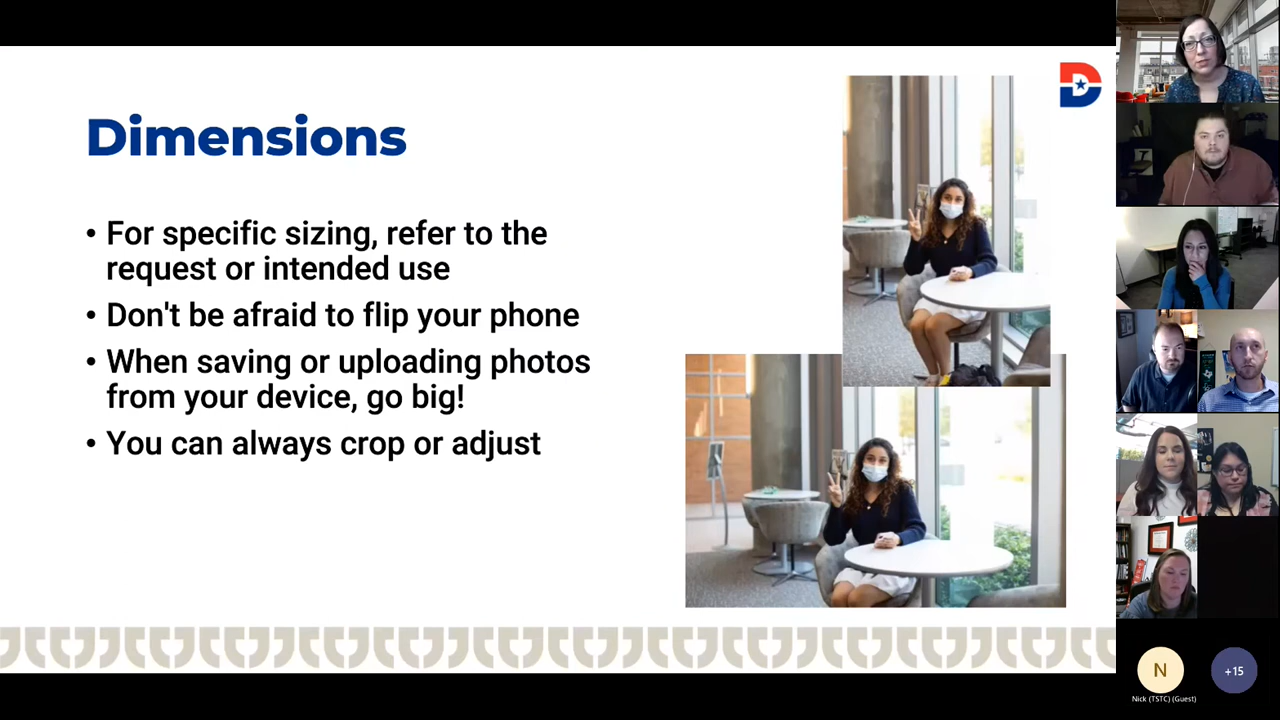 Dimensions
• For specific sizing, refer to the
request or intended use
• Don't be afraid to flip your phone
• When saving or uploading photos
from your device, go big!
• You can always crop or adjust
D
N
+15
Nick (TSTC) (Guest)